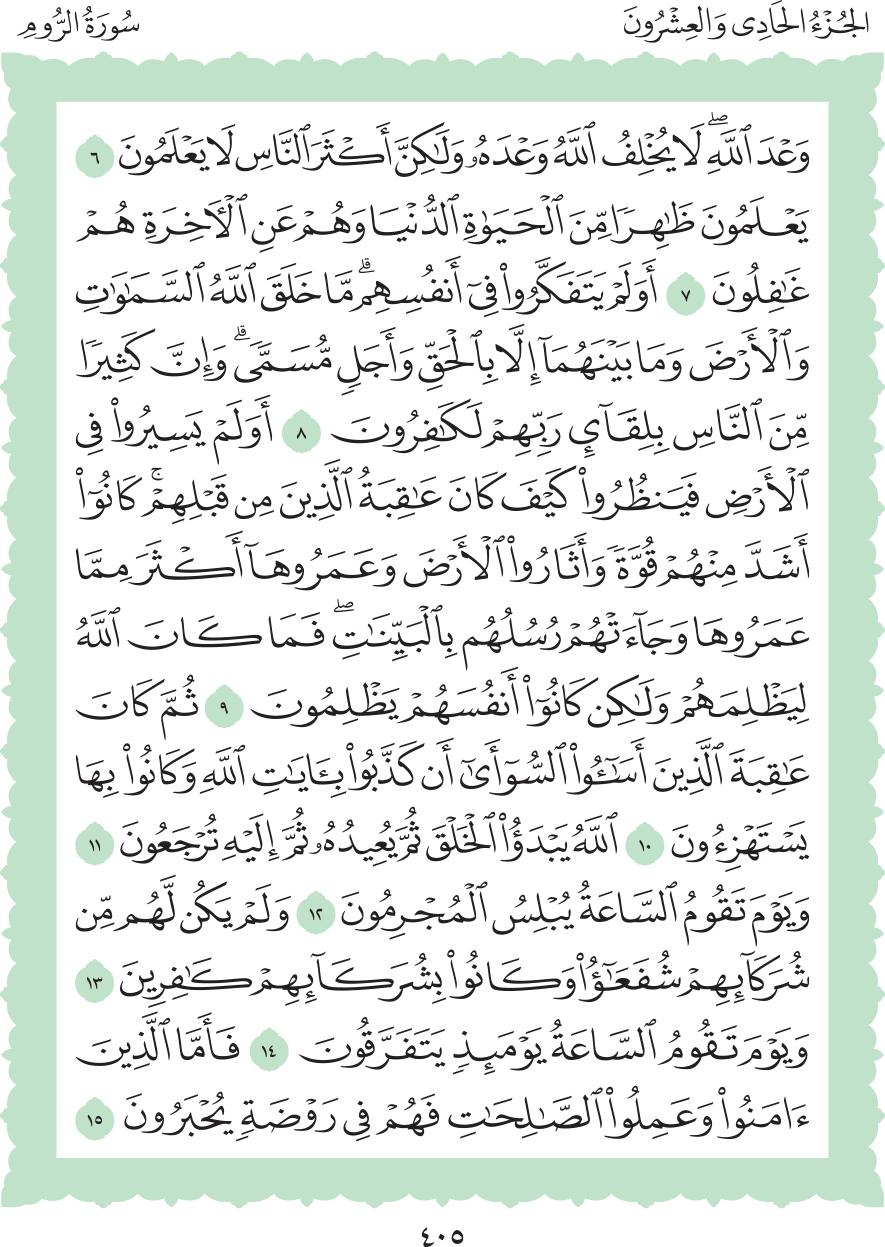 الجُزْءُ الحَادِي وَالعِشْرُونَ
سُورَةُ الرُّومِ
وَعْدَ ٱللَّهِۖ لَا يُخْلِفُ ٱللَّهُ وَعْدَهُۥ وَلَٰكِنَّ أَكْثَرَ ٱلنَّاسِ لَا يَعْلَمُونَ ٦
يَعْلَمُونَ ظَٰهِرًا مِّنَ ٱلْحَيَوٰةِ ٱلدُّنْيَا وَهُمْ عَنِ ٱلْأٓخِرَةِ هُمْ
غَٰفِلُونَ ٧ أَوَلَمْ يَتَفَكَّرُوا۟ فِىٓ أَنفُسِهِمۗ مَّا خَلَقَ ٱللَّهُ ٱلسَّمَٰوَٰتِ
وَٱلْأَرْضَ وَمَا بَيْنَهُمَآ إِلَّا بِٱلْحَقِّ وَأَجَلٍ مُّسَمًّىۗ وَإِنَّ كَثِيرًا
مِّنَ ٱلنَّاسِ بِلِقَآئِ رَبِّهِمْ لَكَٰفِرُونَ ٨ أَوَلَمْ يَسِيرُوا۟ فِى
ٱلْأَرْضِ فَيَنظُرُوا۟ كَيْفَ كَانَ عَٰقِبَةُ ٱلَّذِينَ مِن قَبْلِهِمْۚ كَانُوٓا۟
أَشَدَّ مِنْهُمْ قُوَّةً وَأَثَارُوا۟ ٱلْأَرْضَ وَعَمَرُوهَآ أَكْثَرَ مِمَّا
عَمَرُوهَا وَجَآءَتْهُمْ رُسُلُهُم بِٱلْبَيِّنَٰتِۖ فَمَا كَانَ ٱللَّهُ
لِيَظْلِمَهُمْ وَلَٰكِن كَانُوٓا۟ أَنفُسَهُمْ يَظْلِمُونَ ٩ ثُمَّ كَانَ
عَٰقِبَةَ ٱلَّذِينَ أَسَٰٓـُٔوا۟ ٱلسُّوٓأَىٰٓ أَن كَذَّبُوا۟ بِـَٔايَٰتِ ٱللَّهِ وَكَانُوا۟ بِهَا
يَسْتَهْزِءُونَ ١٠ ٱللَّهُ يَبْدَؤُا۟ ٱلْخَلْقَ ثُمَّ يُعِيدُهُۥ ثُمَّ إِلَيْهِ تُرْجَعُونَ ١١
وَيَوْمَ تَقُومُ ٱلسَّاعَةُ يُبْلِسُ ٱلْمُجْرِمُونَ ١٢ وَلَمْ يَكُن لَّهُم مِّن
شُرَكَآئِهِمْ شُفَعَٰٓؤُا۟ وَكَانُوا۟ بِشُرَكَآئِهِمْ كَٰفِرِينَ ١٣
وَيَوْمَ تَقُومُ ٱلسَّاعَةُ يَوْمَئِذٍ يَتَفَرَّقُونَ ١٤ فَأَمَّا ٱلَّذِينَ
ءَامَنُوا۟ وَعَمِلُوا۟ ٱلصَّٰلِحَٰتِ فَهُمْ فِى رَوْضَةٍ يُحْبَرُونَ ١٥
٤٠٥